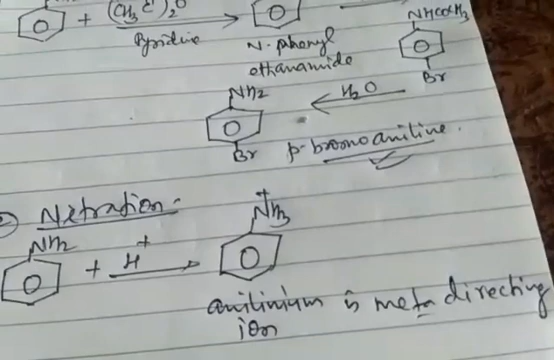 + (CH3C)2O
Pyridine
N-phenyl
ethanamide
NHCOCH3
Br
H2O
NH2
Br
p-bromoaniline.
Nitration-
NH2
+ H+
+NH3
anilinium is meta directing
ion